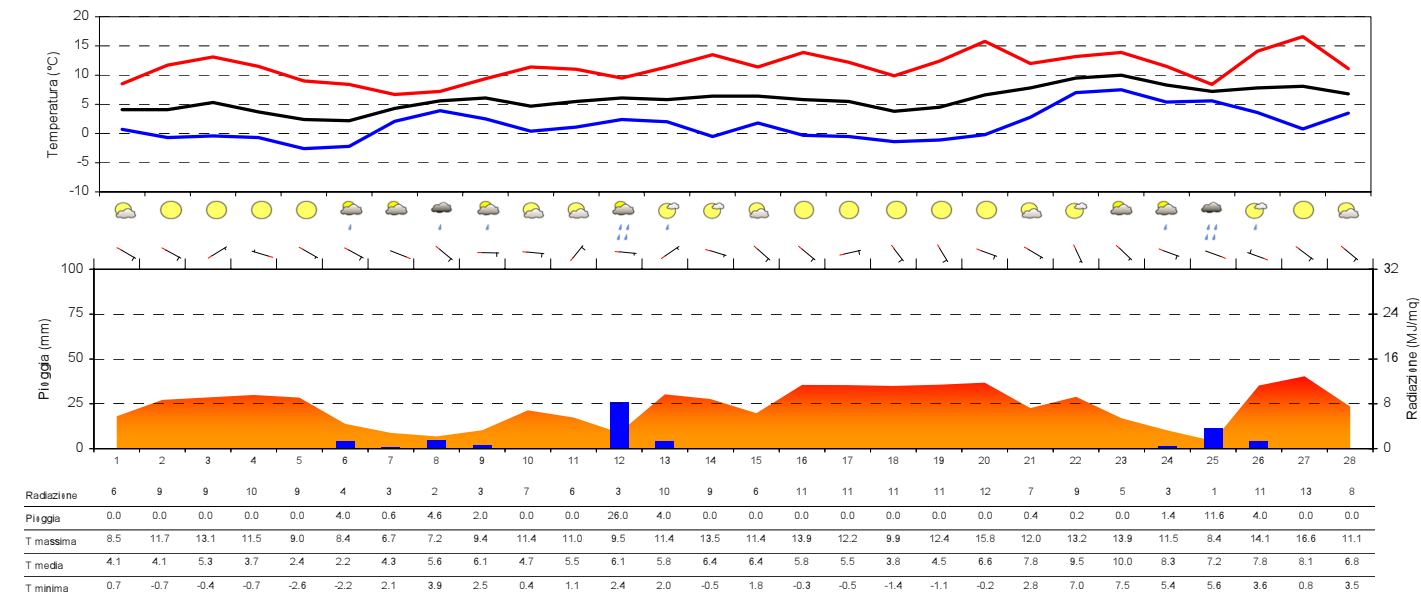 20
15
10
5
0
-5
-10
Temperatura (°C)
100
75
50
25
0
Pioggia (mm)
32
24
16
8
0
Radiazione (MJ/mq)
1 2 3 4 5 6 7 8 9 10 11 12 13 14 15 16 17 18 19 20 21 22 23 24 25 26 27 28
Radiazione 6 9 9 10 9 4 3 2 3 7 6 3 10 9 6 11 11 11 11 12 7 9 5 3 1 11 13 8
Pioggia 0.0 0.0 0.0 0.0 0.0 4.0 0.6 4.6 2.0 0.0 0.0 26.0 4.0 0.0 0.0 0.0 0.0 0.0 0.0 0.0 0.4 0.2 0.0 1.4 11.6 4.0 0.0 0.0
T massima 8.5 11.7 13.1 11.5 9.0 8.4 6.7 7.2 9.4 11.4 11.0 9.5 11.4 13.5 11.4 13.9 12.2 9.9 12.4 15.8 12.0 13.2 13.9 11.5 8.4 14.1 16.6 11.1
T media 4.1 4.1 5.3 3.7 2.4 2.2 4.3 5.6 6.1 4.7 5.5 6.1 5.8 6.4 6.4 5.8 5.5 3.8 4.5 6.6 7.8 9.5 10.0 8.3 7.2 7.8 8.1 6.8
T minima 0.7 -0.7 -0.4 -0.7 -2.6 -2.2 2.1 3.9 2.5 0.4 1.1 2.4 2.0 -0.5 1.8 -0.3 -0.5 -1.4 -1.1 -0.2 2.8 7.0 7.5 5.4 5.6 3.6 0.8 3.5